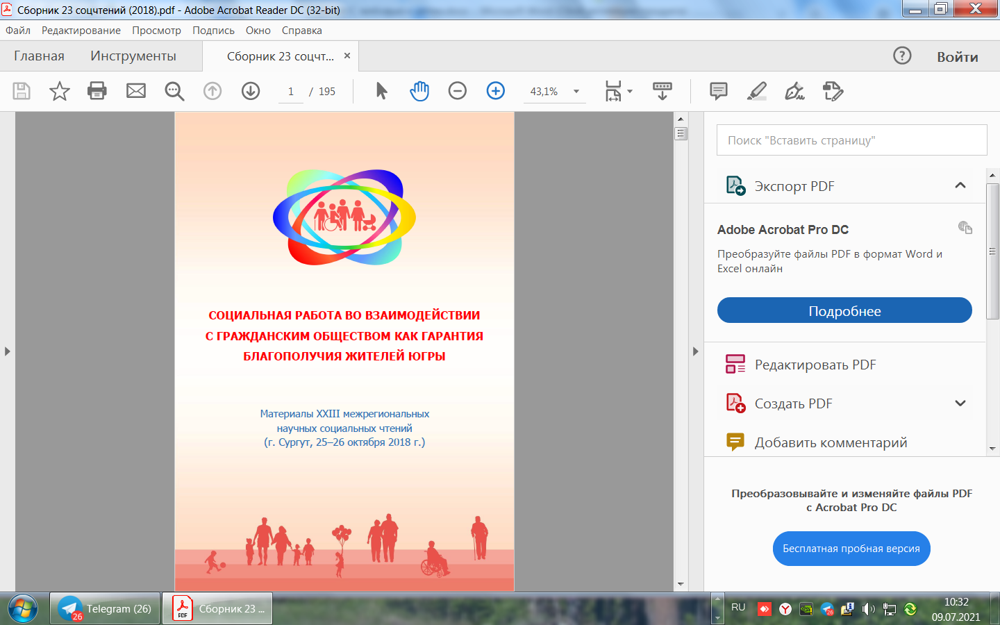 Сборник 23 соцчтений (2018).pdf - Adobe Acrobat Reader DC (32-bit)
Файл Редактирование Просмотр Подпись Окно Справка
Главная Инструменты Сборник 23 соцчт... × ? Войти
1 / 195 43,1%
СОЦИАЛЬНАЯ РАБОТА ВО ВЗАИМОДЕЙСТВИИ
С ГРАЖДАНСКИМ ОБЩЕСТВОМ КАК ГАРАНТИЯ
БЛАГОПОЛУЧИЯ ЖИТЕЛЕЙ ЮГРЫ
Материалы XXIII межрегиональных
научных социальных чтений
(г. Сургут, 25–26 октября 2018 г.)
Поиск "Вставить страницу"
Экспорт PDF
Adobe Acrobat Pro DC
Преобразуйте файлы PDF в формат Word и
Excel онлайн
Подробнее
Редактировать PDF
Создать PDF
Добавить комментарий
Преобразовывайте и изменяйте файлы PDF
с Acrobat Pro DC
Бесплатная пробная версия
26 Telegram (26) PDF Сборник 23 ... RU Y 26 10:32
09.07.2021